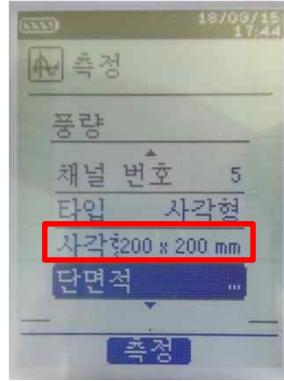 18/03/15
17:44
측정
풍량
채널 번호 5
타입 사각형
사각형200 x 200 mm
단면적 ...
측정